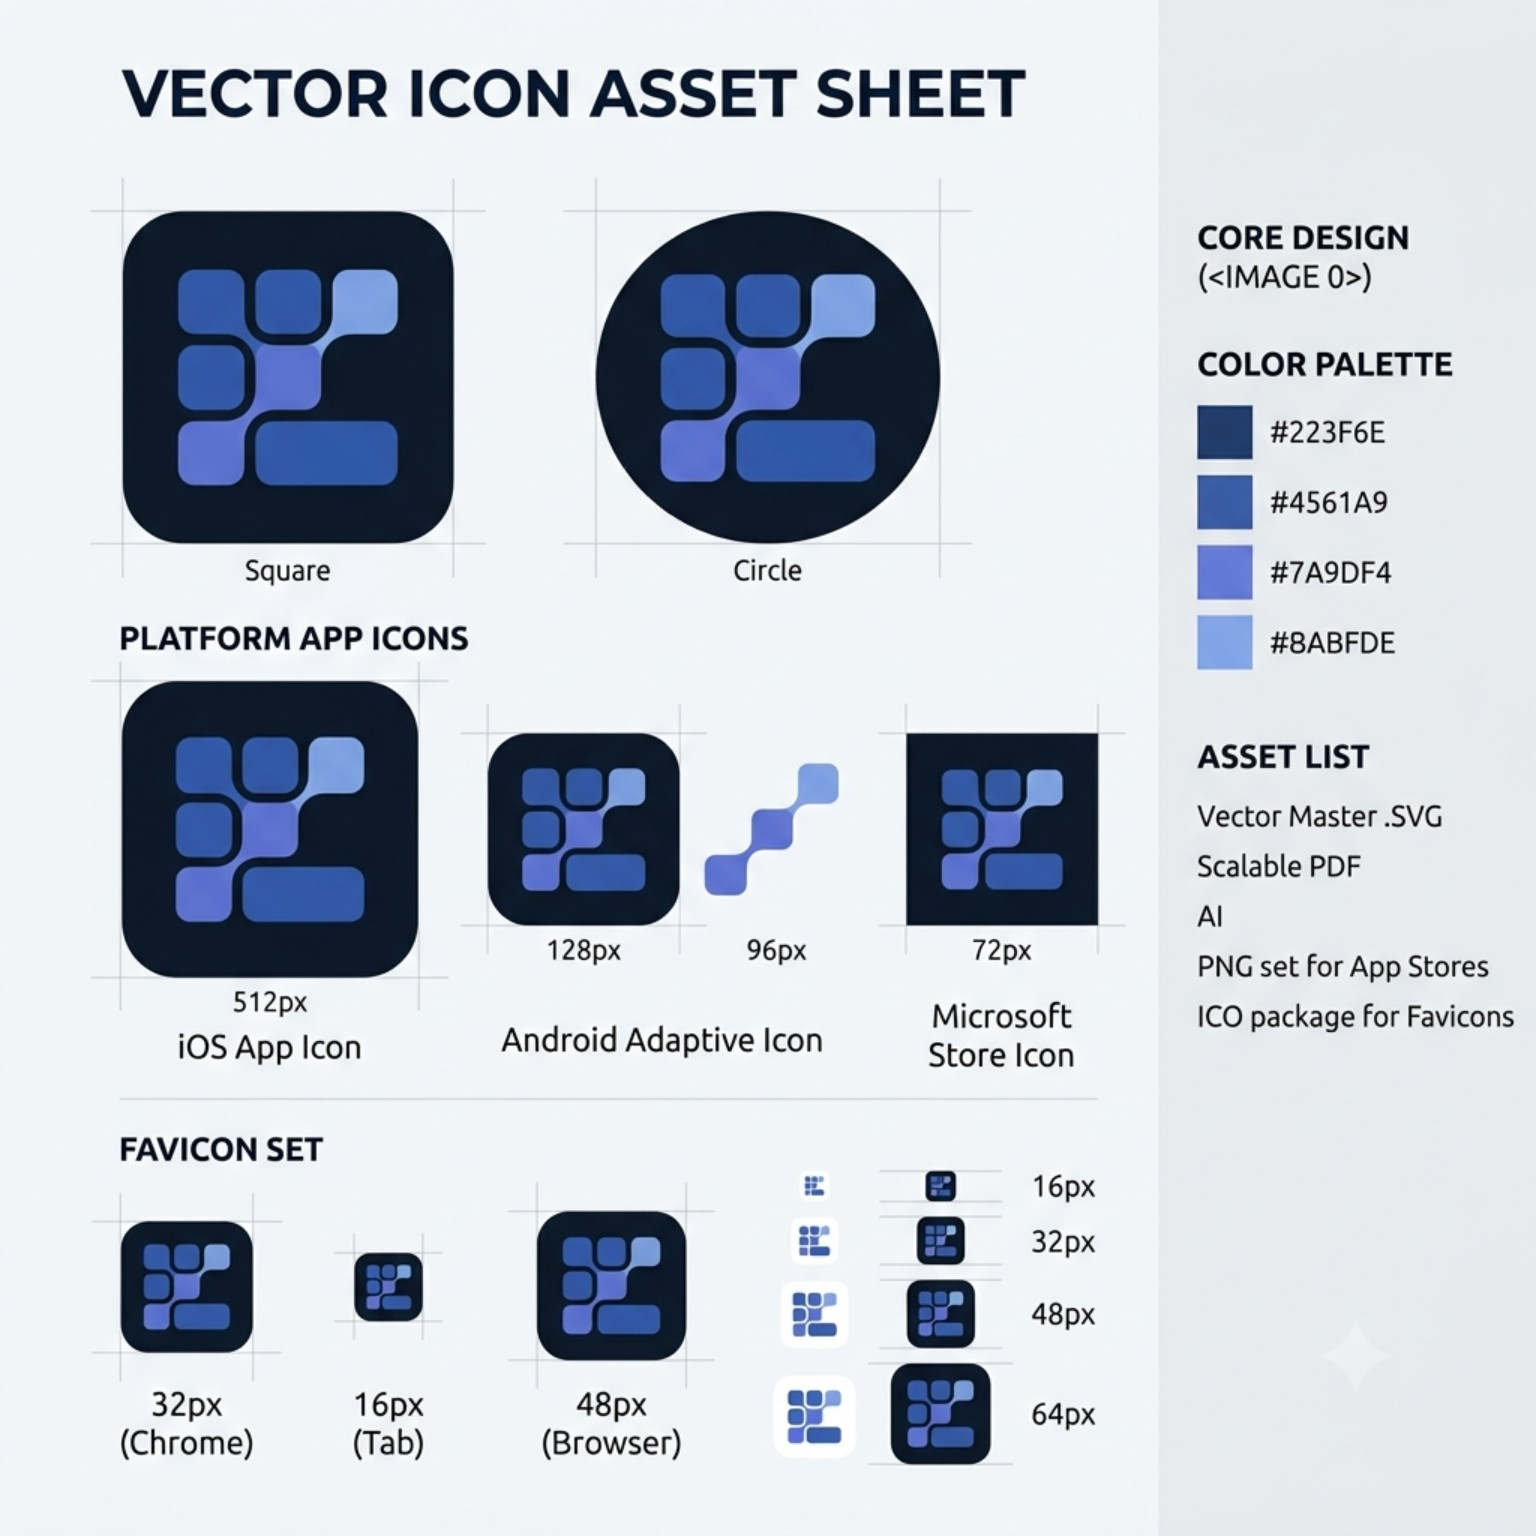 VECTOR ICON ASSET SHEET
Square
Circle
PLATFORM APP ICONS
512px
iOS App Icon
128px
96px
Android Adaptive Icon
72px
Microsoft
Store Icon
FAVICON SET
32px
(Chrome)
16px
(Tab)
48px
(Browser)
16px
32px
48px
64px
CORE DESIGN
(<IMAGE 0>)
COLOR PALETTE
#223F6E
#4561A9
#7A9DF4
#8ABFDE
ASSET LIST
Vector Master .SVG
Scalable PDF
AI
PNG set for App Stores
ICO package for Favicons